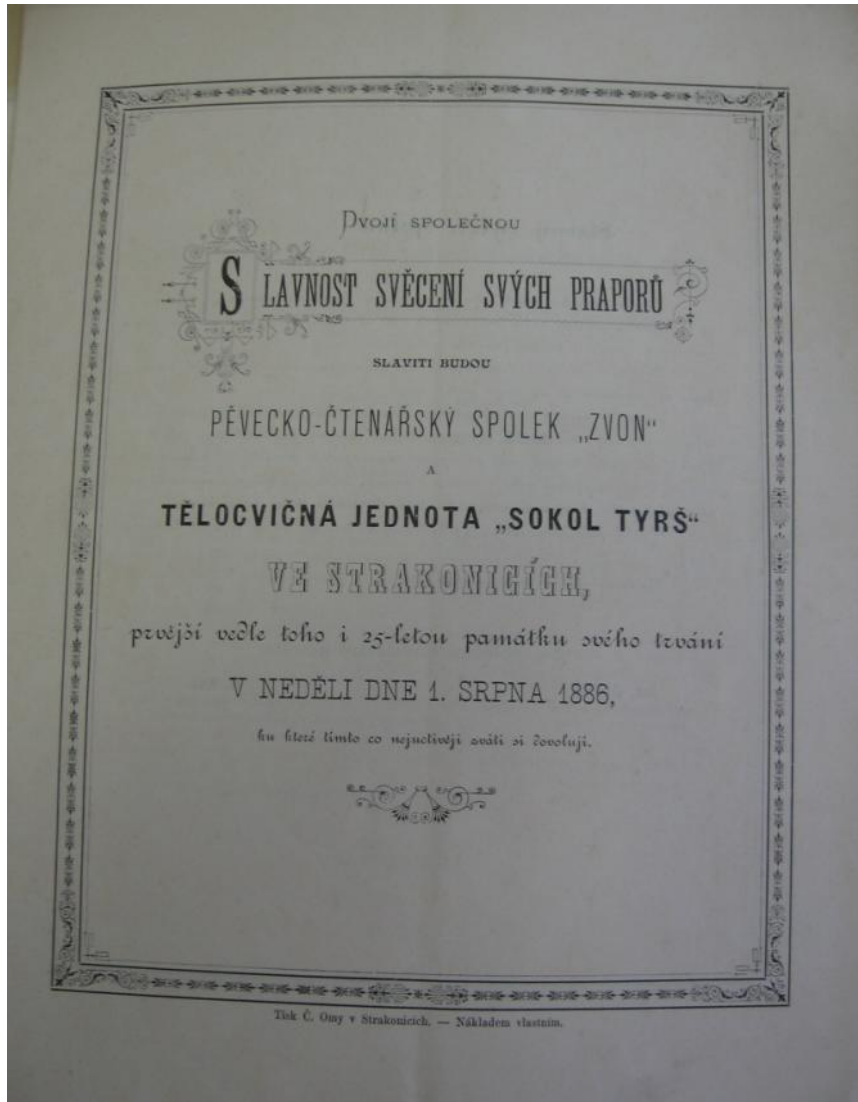 Dvojí společnou
SLAVNOST SVĚCENÍ SVÝCH PRAPORŮ
SLAVITI BUDOU
PĚVECKO-ČTENÁŘSKÝ SPOLEK „ZVON“
A
TĚLOCVIČNÁ JEDNOTA „SOKOL TYRŠ“
VE STRAKONICÍCH,
prvější vedle toho i 25-letou památku svého trvání
V NEDĚLI DNE 1. SRPNA 1886,
ku které tímto co nejuctivěji zváti si dovolují.
Tisk Č. Omy v Strakonicích. — Nákladem vlastním.